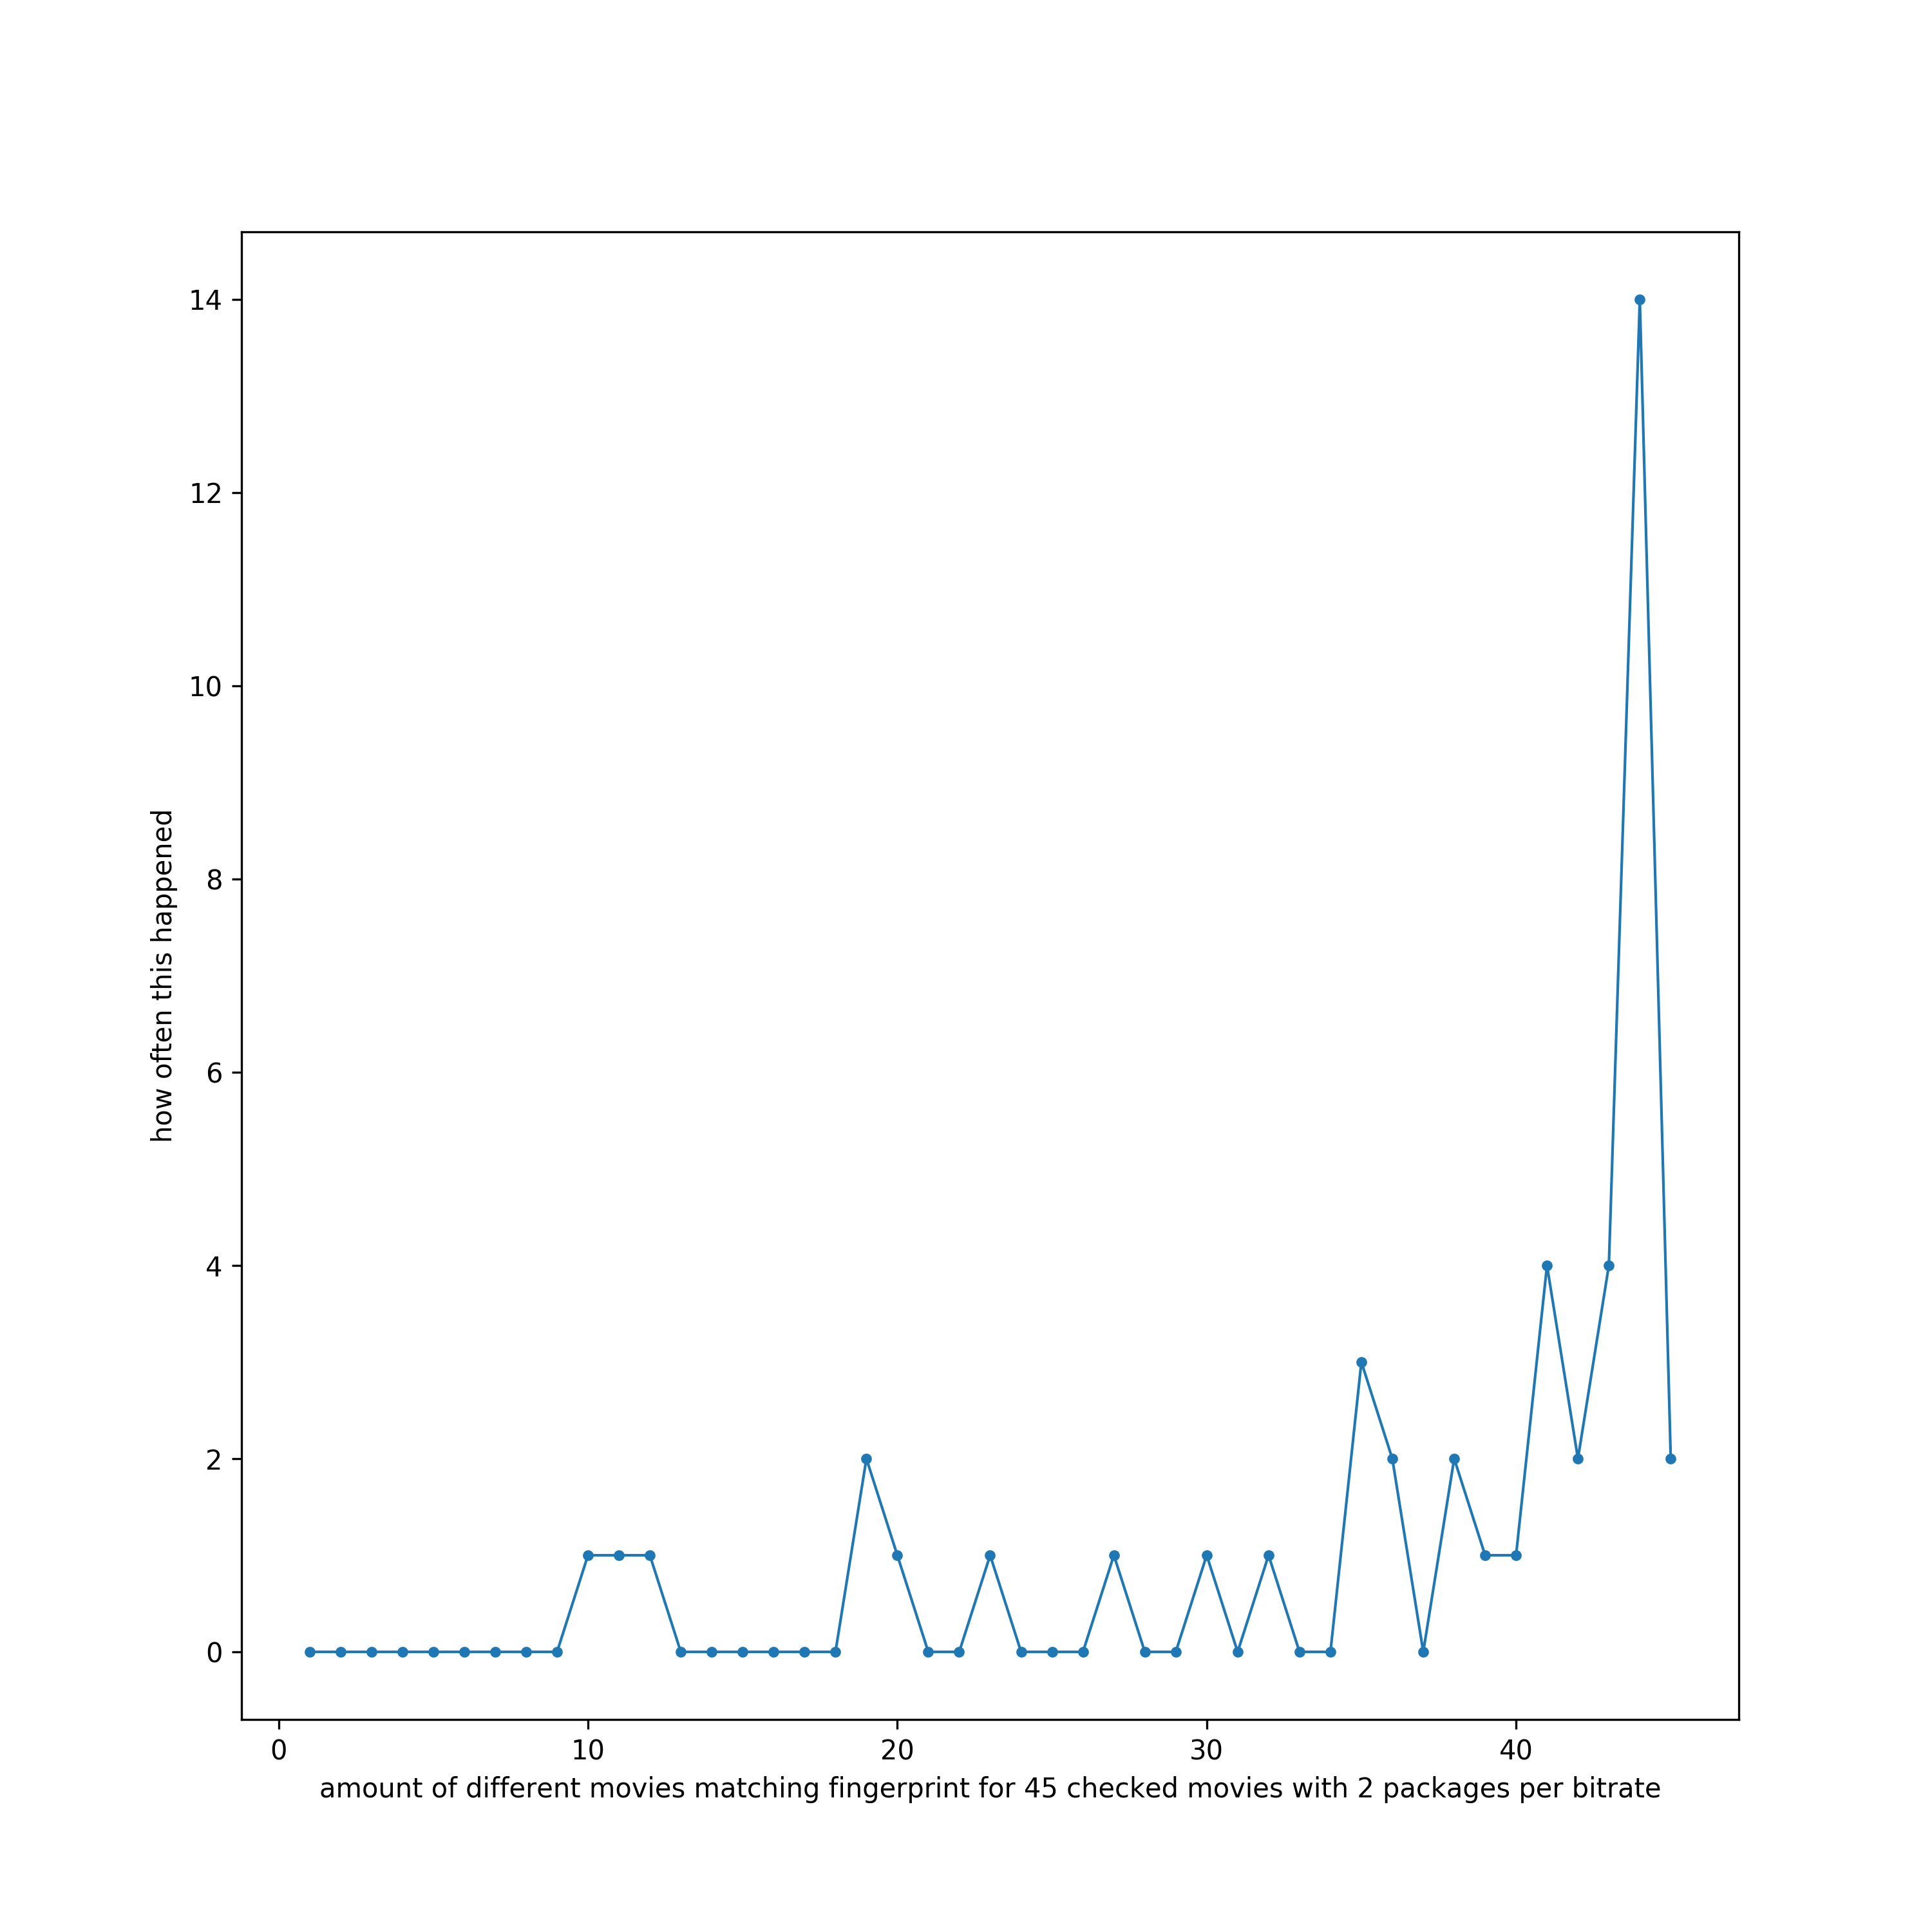 14
12
10
8
6
4
2
0
0 10 20 30 40
how often this happened
amount of different movies matching fingerprint for 45 checked movies with 2 packages per bitrate